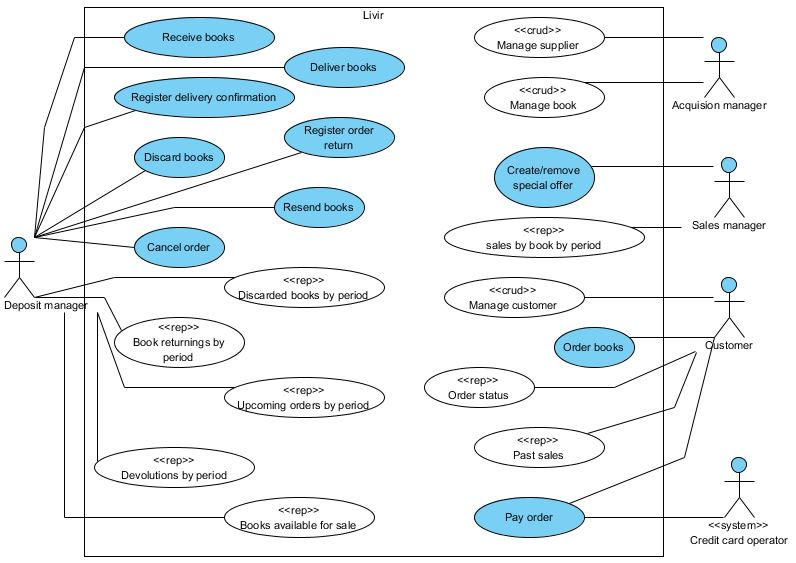 Livir
Receive books
Deliver books
Register delivery confirmation
Register order
return
Discard books
Resend books
Cancel order
<<rep>>
Discarded books by period
Deposit manager
<<rep>>
Book returnings by
period
<<rep>>
Upcoming orders by period
<<rep>>
Devolutions by period
<<rep>>
Books available for sale
<<crud>>
Manage supplier
<<crud>>
Manage book
Acquision manager
Create/remove
special offer
<<rep>>
sales by book by period
Sales manager
<<crud>>
Manage customer
Order books
Customer
<<rep>>
Order status
<<rep>>
Past sales
Pay order
<<system>>
Credit card operator